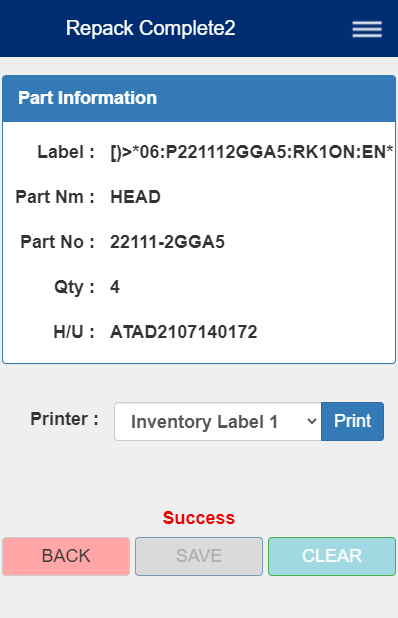 Repack Complete2
Part Information
Label : [)>*06:P221112GGA5:RK1ON:EN*
Part Nm : HEAD
Part No : 22111-2GGA5
Qty : 4
H/U : ATAD2107140172
Printer : Inventory Label 1 Print
Success
BACK SAVE CLEAR